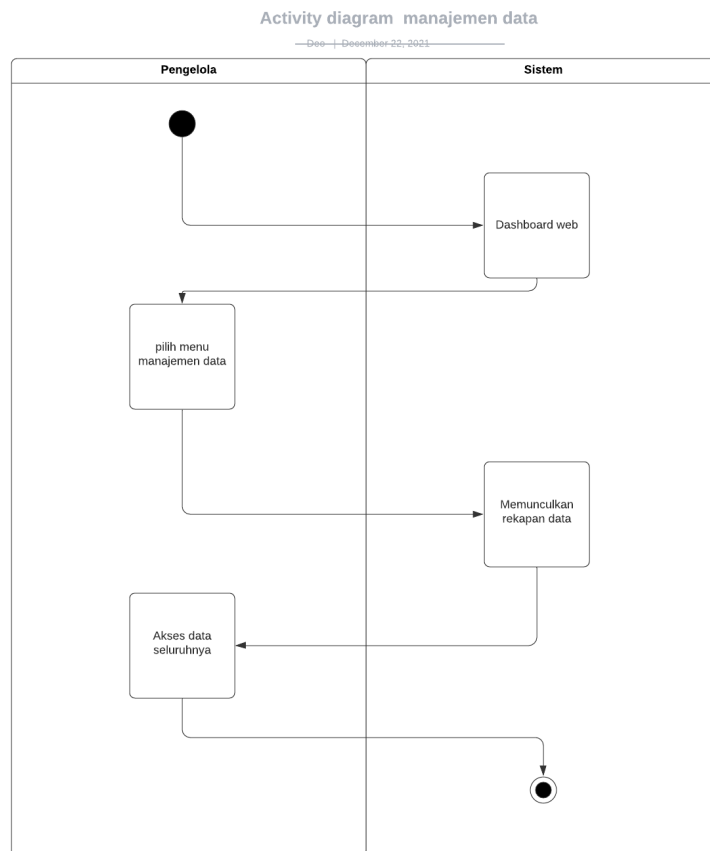 Activity diagram  manajemen data
Deo | December 22, 2021
Pengelola
Sistem
Dashboard web
pilih menu
manajemen data
Memunculkan
rekapan data
Akses data
seluruhnya